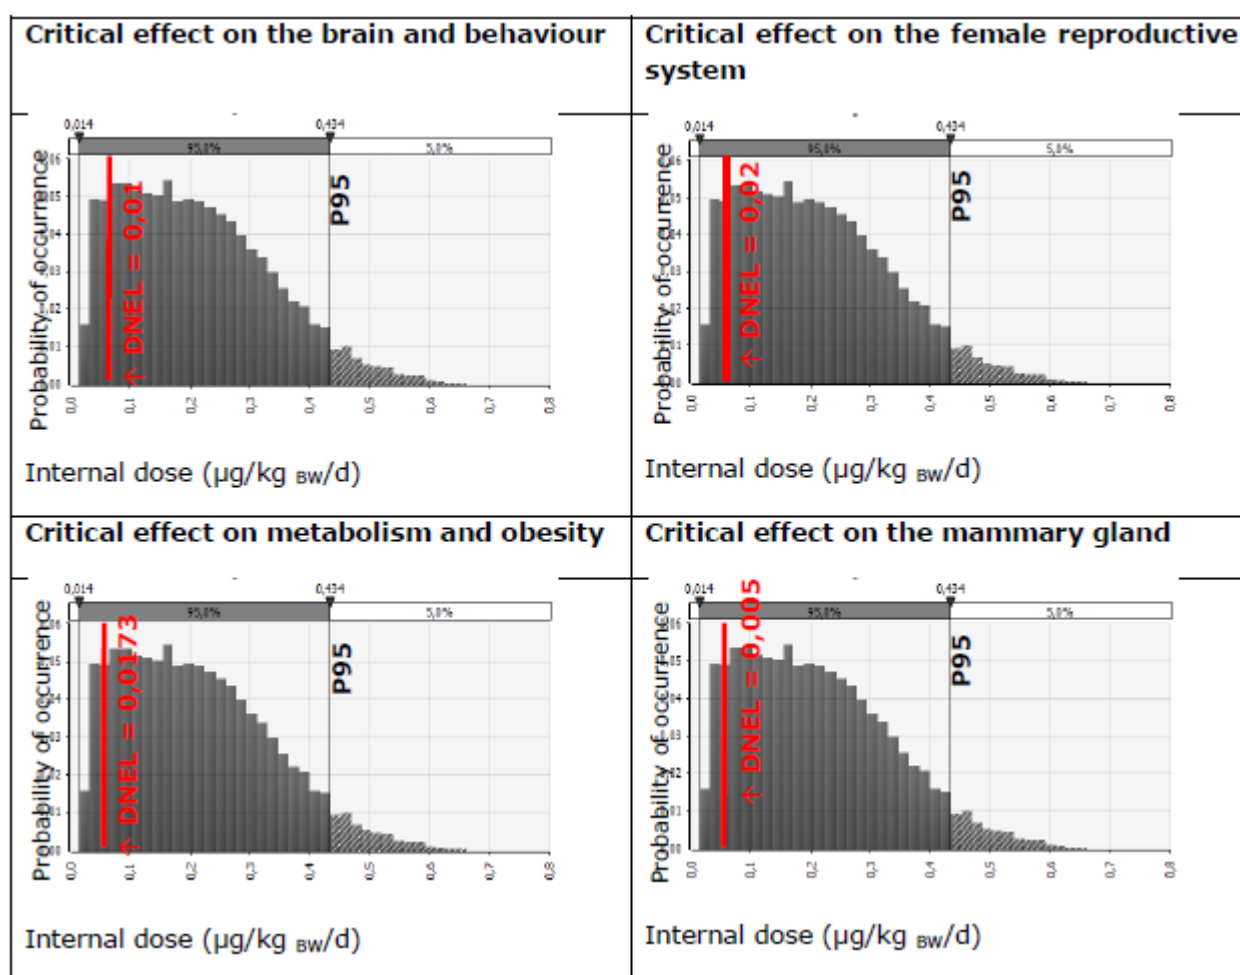 Critical effect on the brain and behaviour
0,014
0,434
95,0%
5,0%
Probability of occurrence
↑ DNEL = 0,01
P95
0,0 0,1 0,2 0,3 0,4 0,5 0,6 0,7 0,8
Internal dose (µg/kg BW/d)
Critical effect on the female reproductive
system
0,014
0,434
95,0%
5,0%
Probability of occurrence
↑ DNEL = 0,02
P95
0,0 0,1 0,2 0,3 0,4 0,5 0,6 0,7 0,8
Internal dose (µg/kg BW/d)
Critical effect on metabolism and obesity
0,014
0,434
95,0%
5,0%
Probability of occurrence
↑ DNEL = 0,0173
P95
0,0 0,1 0,2 0,3 0,4 0,5 0,6 0,7 0,8
Internal dose (µg/kg BW/d)
Critical effect on the mammary gland
0,014
0,434
95,0%
5,0%
Probability of occurrence
↑ DNEL = 0,005
P95
0,0 0,1 0,2 0,3 0,4 0,5 0,6 0,7 0,8
Internal dose (µg/kg BW/d)